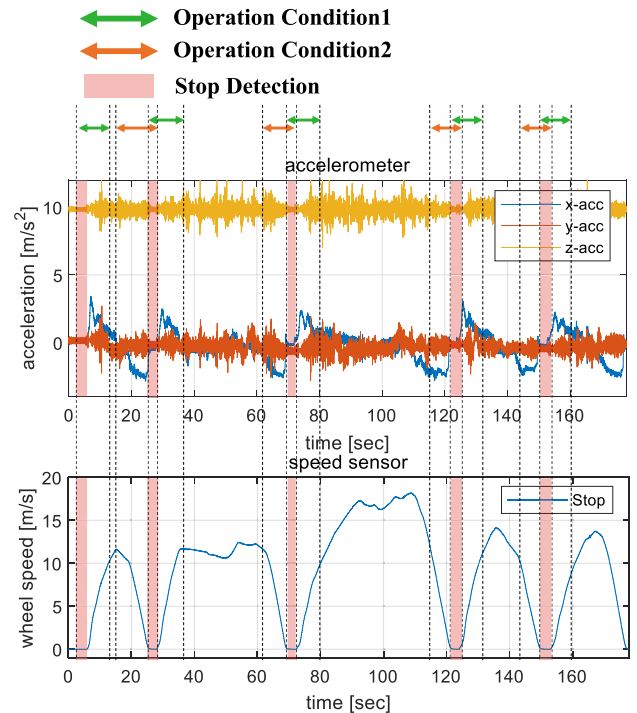 Operation Condition1
Operation Condition2
Stop Detection
accelerometer
acceleration [m/s²]
10
5
0
x-acc
y-acc
z-acc
0 20 40 60 80 100 120 140 160
time [sec]
speed sensor
wheel speed [m/s]
20
15
10
5
0
Stop
0 20 40 60 80 100 120 140 160
time [sec]